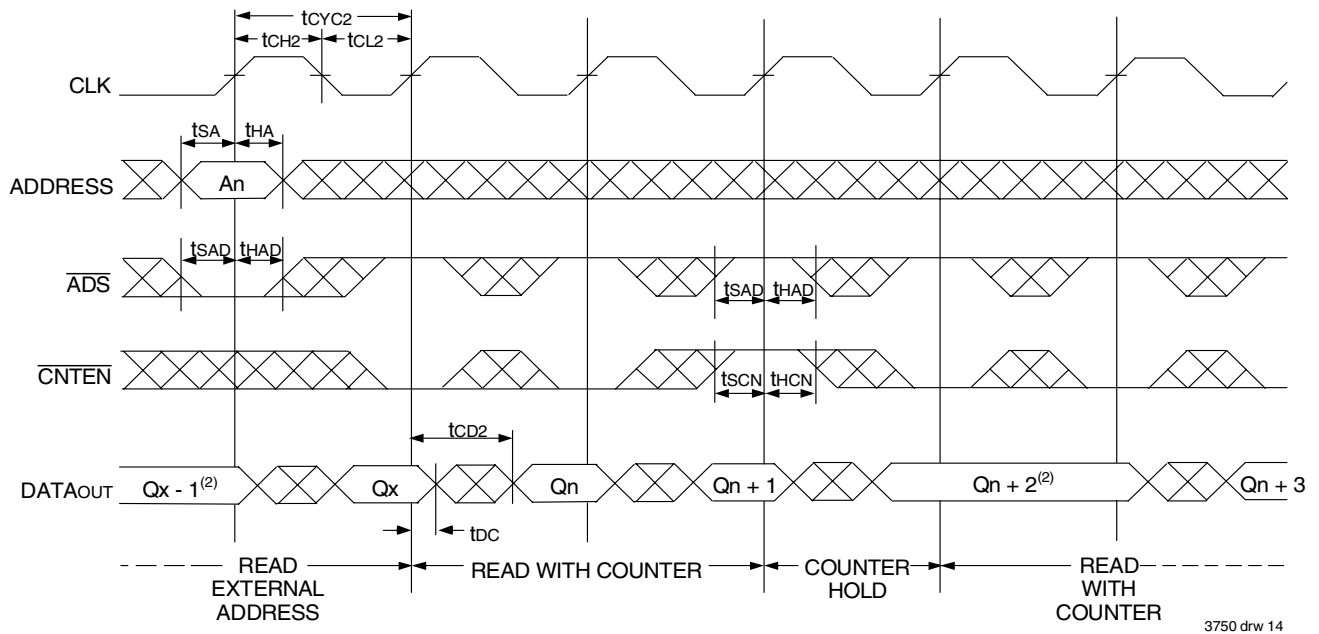 tCYC2
tCH2
tCL2
CLK
tSA
tHA
ADDRESS
An
tSAD
tHAD
ADS
tSAD
tHAD
CNTEN
tSCN
tHCN
tCD2
DATAOUT
Qx - 1(2)
Qx
Qn
Qn + 1
Qn + 2(2)
Qn + 3
tDC
READ
EXTERNAL
ADDRESS
READ WITH COUNTER
COUNTER
HOLD
READ
WITH
COUNTER
3750 drw 14